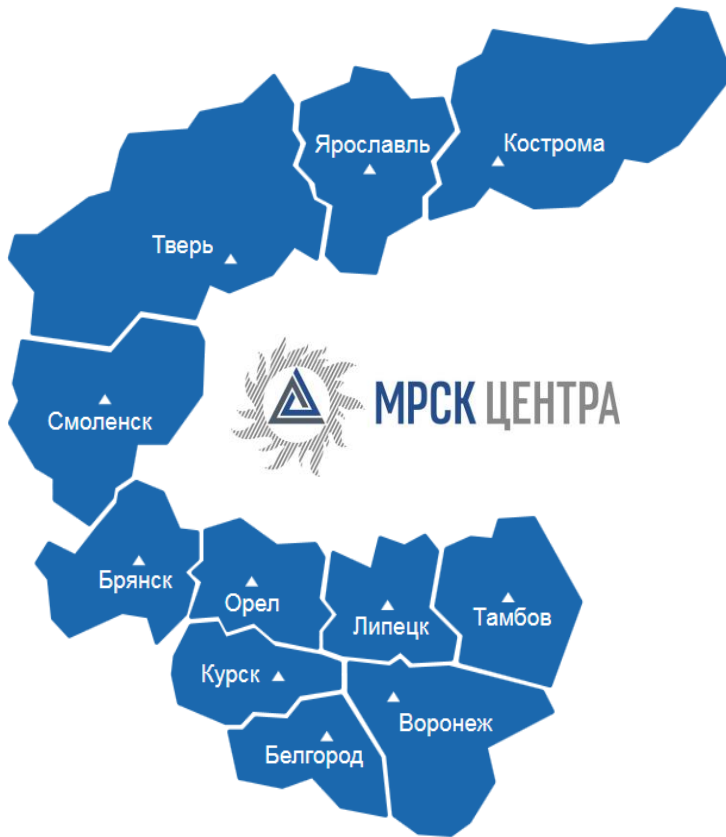 Ярославль
Кострома
Тверь
МРСК ЦЕНТРА
Смоленск
Брянск
Орел
Липецк
Тамбов
Курск
Воронеж
Белгород